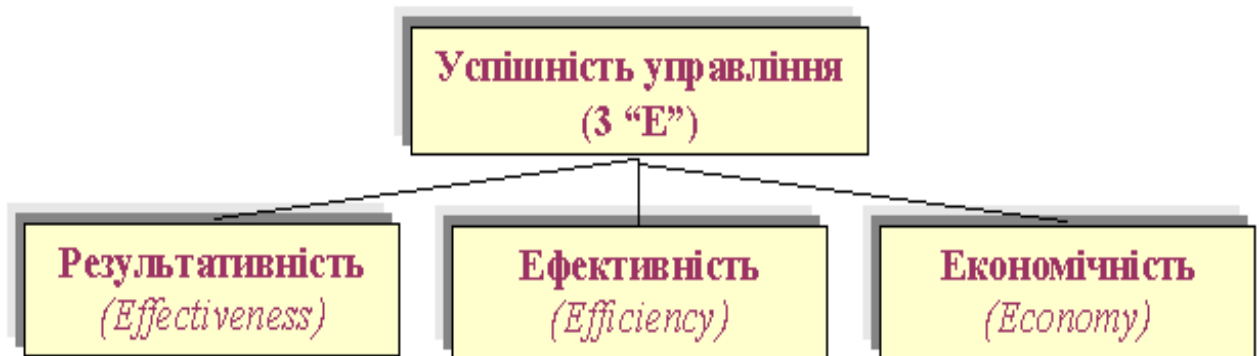 Успішність управління
(3 “Е”)
Результативність
(Effectiveness)
Ефективність
(Efficiency)
Економічність
(Economy)